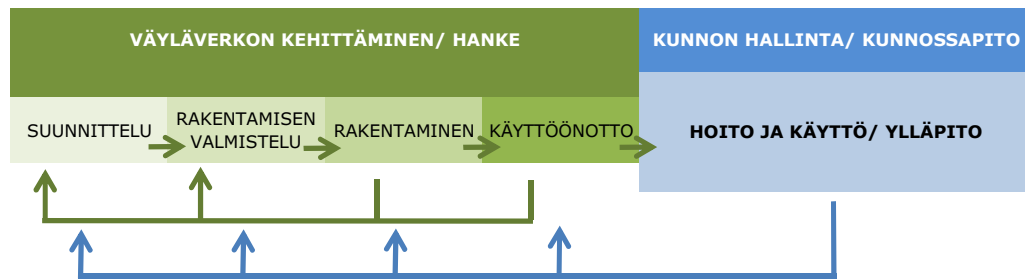 VÄYLÄVERKON KEHITTÄMINEN/ HANKE
KUNNON HALLINTA/ KUNNOSSAPITO
SUUNNITTELU
RAKENTAMISEN
VALMISTELU
RAKENTAMINEN
KÄYTTÖÖNOTTO
HOITO JA KÄYTTÖ/ YLLÄPITO